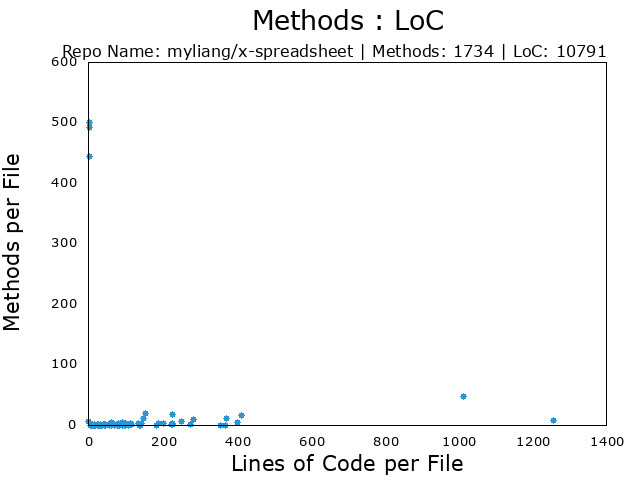 Methods : LoC
Repo Name: myliang/x-spreadsheet | Methods: 1734 | LoC: 10791
600
500
400
300
200
100
0
Methods per File
0 200 400 600 800 1000 1200 1400
Lines of Code per File